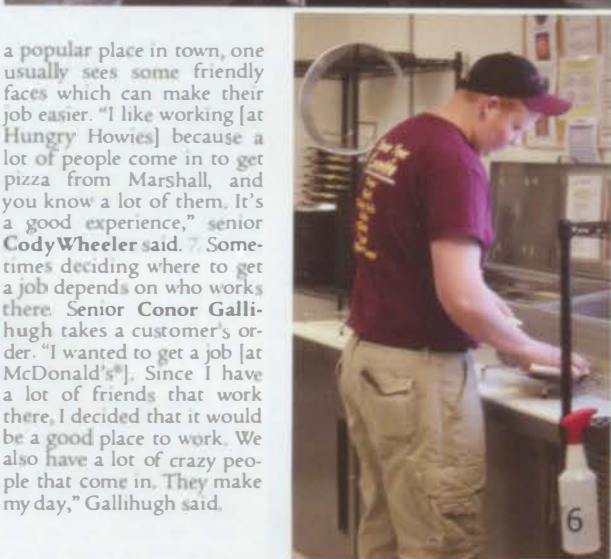 a popular place in town, one
usually sees some friendly
faces which can make their
job easier. "I like working [at
Hungry Howies] because a
lot of people come in to get
pizza from Marshall, and
you know a lot of them. It's
a good experience," senior
Cody Wheeler said. 7. Some-
times deciding where to get
a job depends on who works
there. Senior Conor Galli-
hugh takes a customer's or-
der. "I wanted to get a job [at
McDonald's®]. Since I have
a lot of friends that work
there, I decided that it would
be a good place to work. We
also have a lot of crazy peo-
ple that come in. They make
my day," Gallihugh said.
6